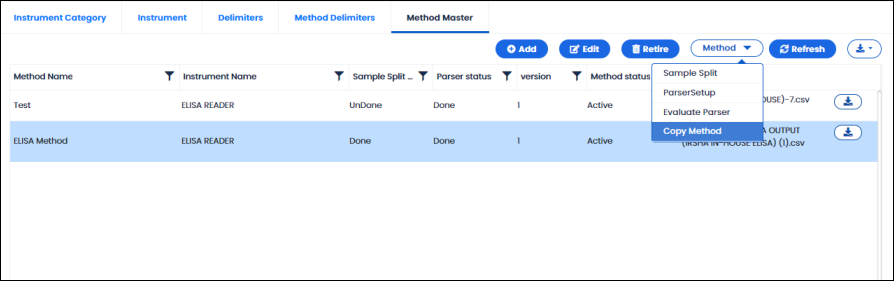 Instrument Category Instrument Delimiters Method Delimiters Method Master
Add Edit Retire Method Refresh
Method Name Instrument Name Sample Split ... Parser status version Method status
Sample Split
Test ELISA READER UnDone Done 1 Active OUSE)-7.csv
ParserSetup
Evaluate Parser
Copy Method
ELISA Method ELISA READER Done Done 1 Active A OUTPUT
(IRSHA IN-HOUSE ELISA) (1).csv